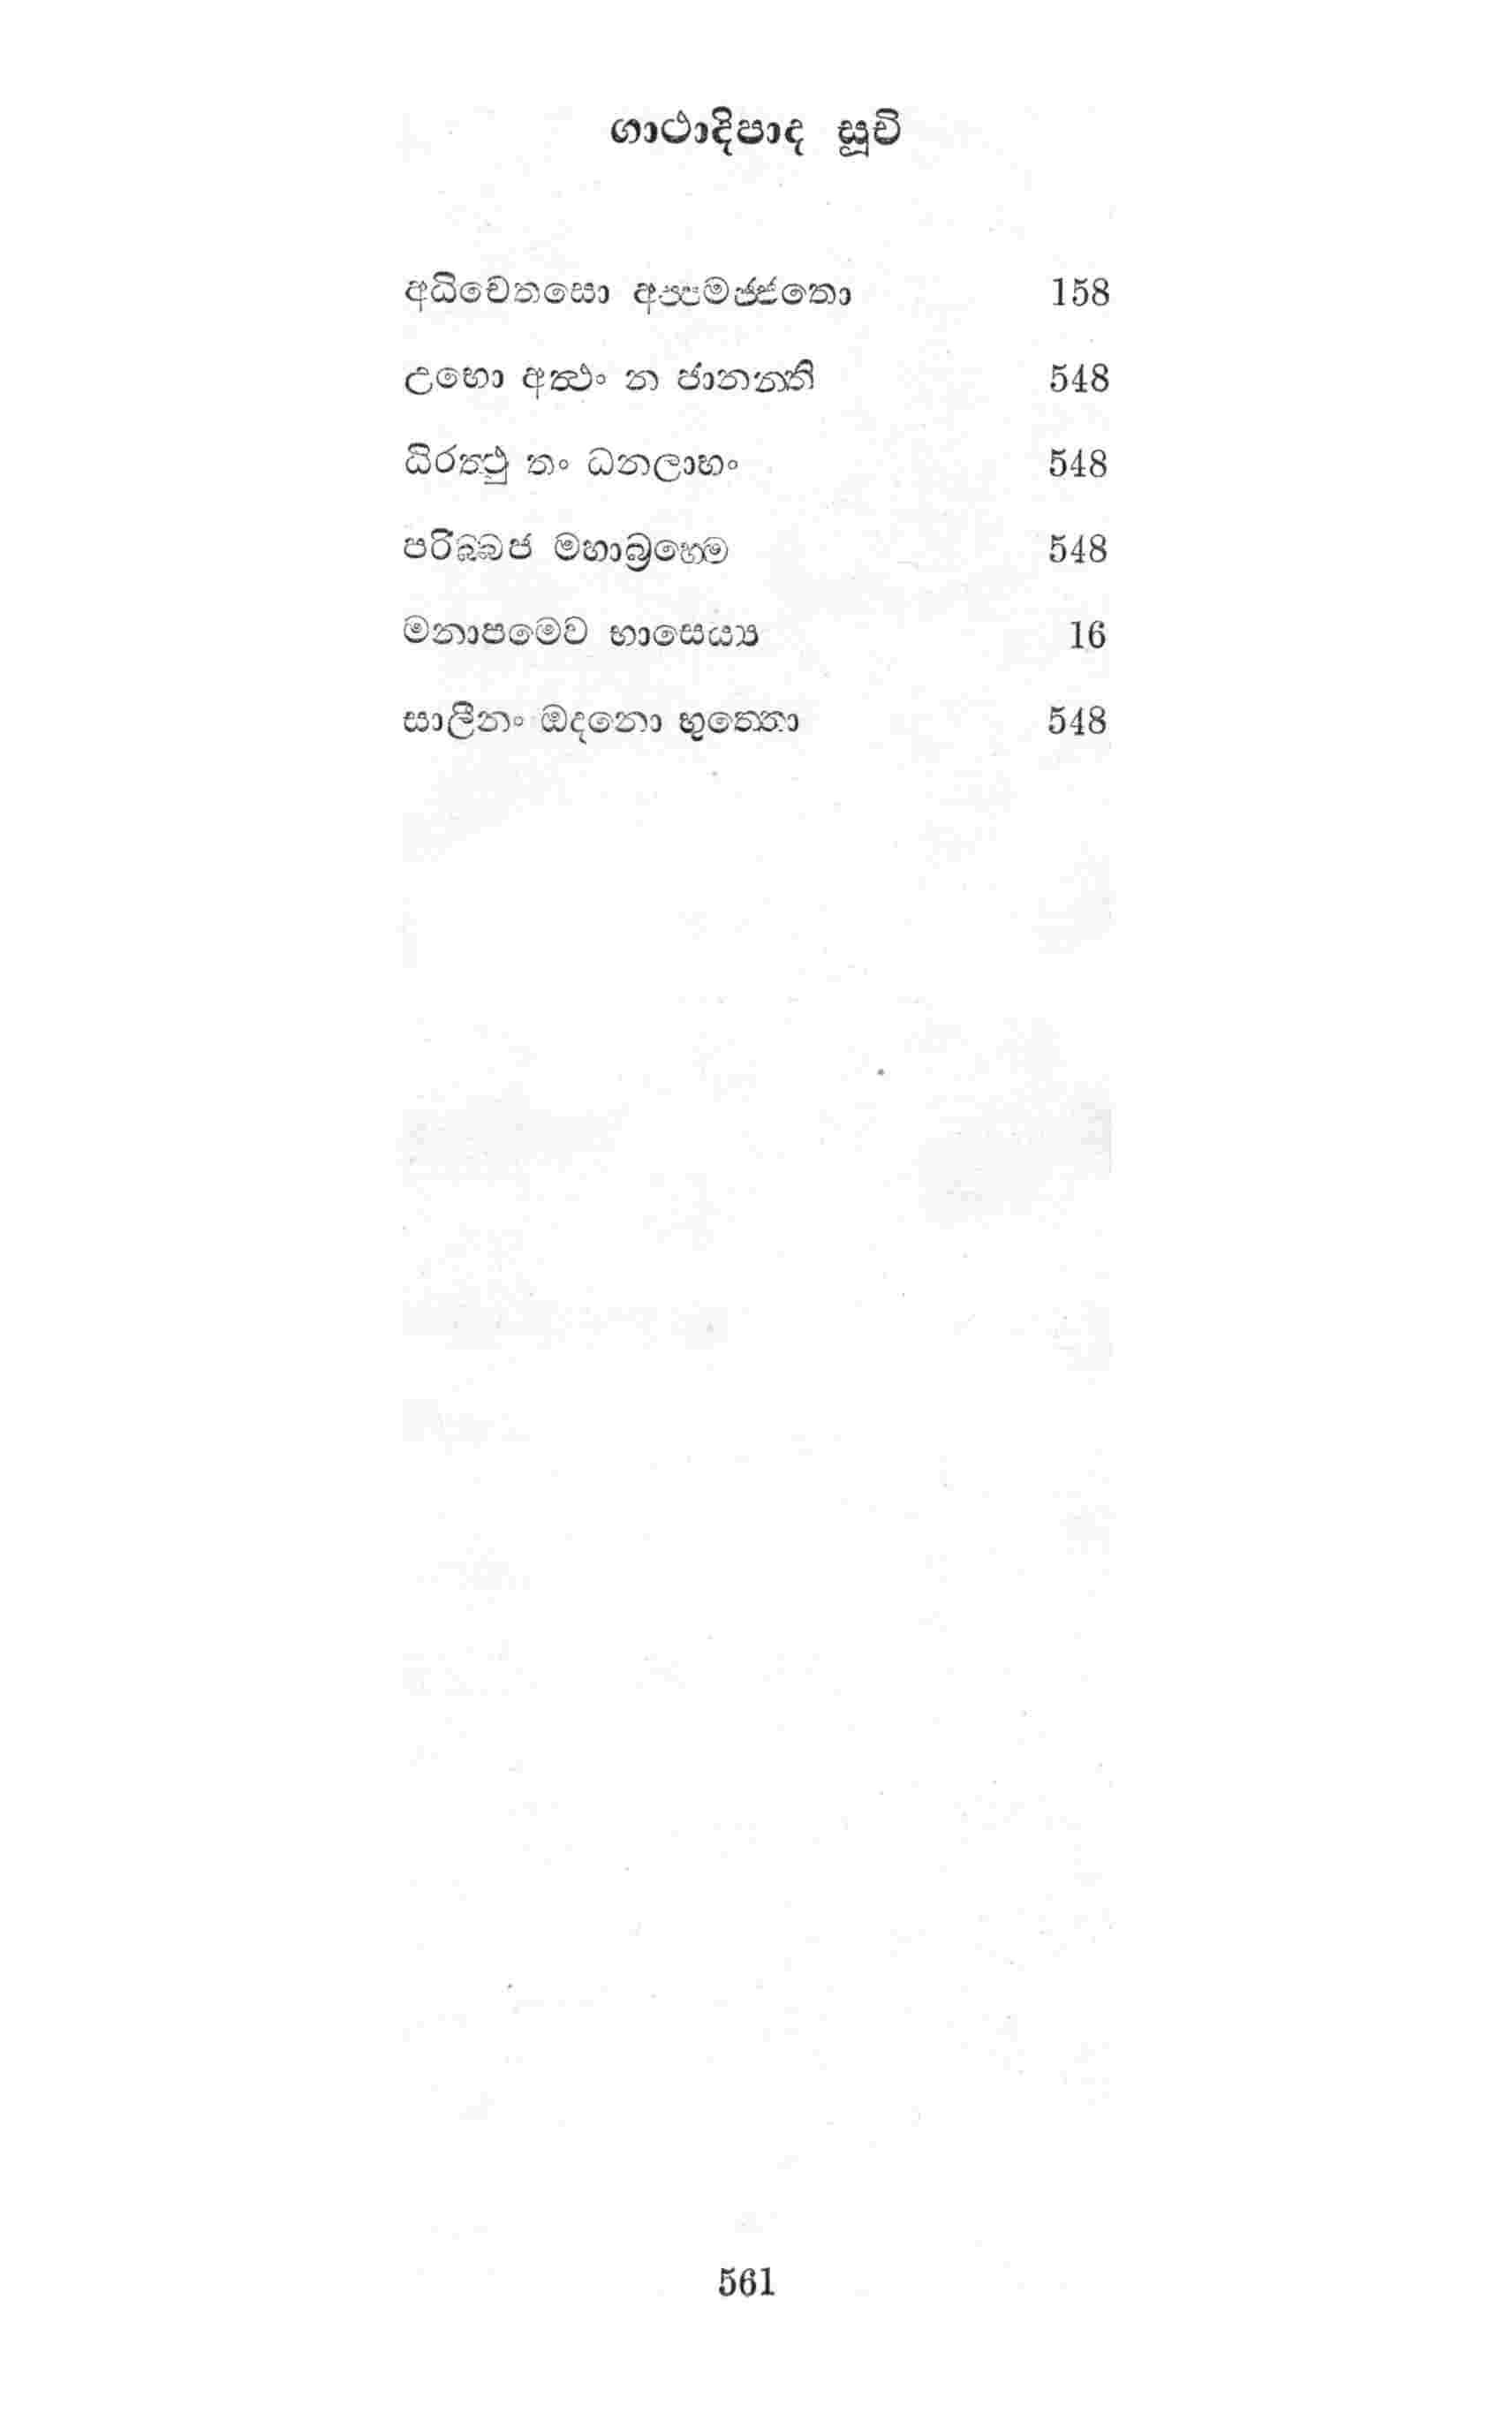 ගාථාදිපාද සූචි
අධිචෙතසො අප්පමජ්ජතො 158
උභො අත්ථං න ජානන්ති 548
ධිරත්ථු තං ධනලාභං 548
පරිබ්බජ මහාබ්‍රහ්මෙ 548
මනාපමෙව භාසෙය්‍ය 16
සාලීනං ඔදනො භුත්තො 548
561